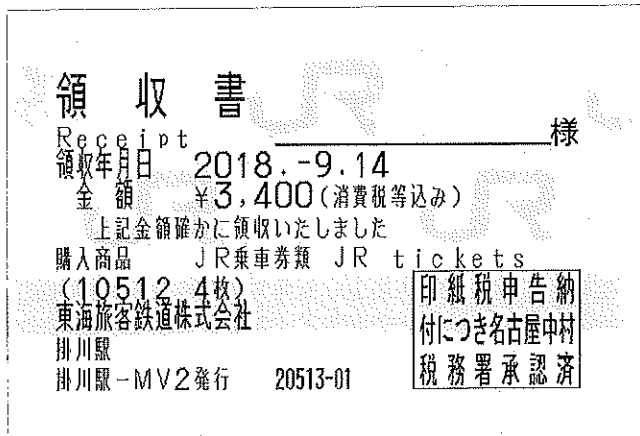 領収書
Receipt 様
領収年月日 2018.-9.14
金額 ¥3,400(消費税等込み)
上記金額確かに領収いたしました
購入商品 JR乗車券類 JR tickets
(10512 4枚)
東海旅客鉄道株式会社
掛川駅
掛川駅-MV2発行 20513-01
印紙税申告納
付につき名古屋中村
税務署承認済
JR
JR
JR